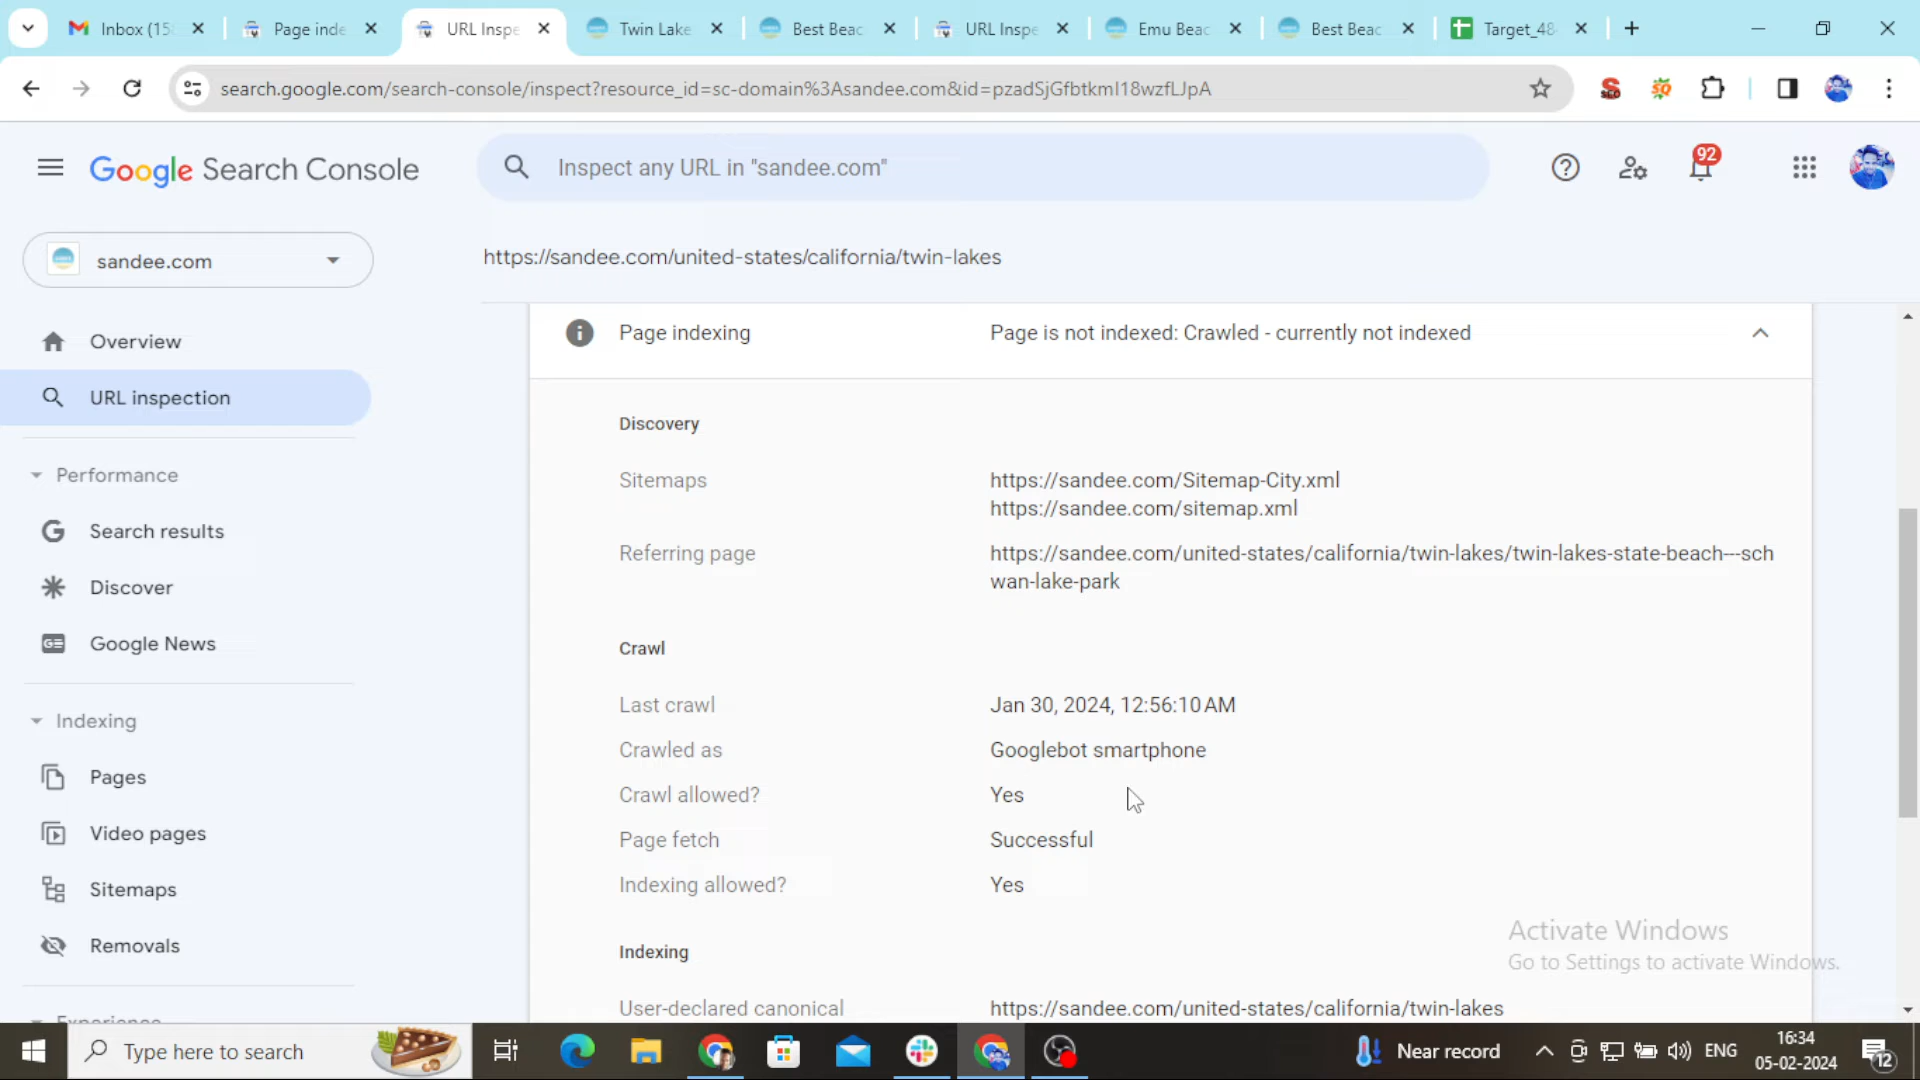 Inbox (15
Page inde
URL Inspe
Twin Lake
Best Beac
URL Inspe
Emu Beac
Best Beac
Target_48
search.google.com/search-console/inspect?resource_id=sc-domain%3Asandee.com&id=pzadSjGfbtkml18wzfLJpA
SEO
SQ
Google Search Console
Inspect any URL in "sandee.com"
92
sandee.com
https://sandee.com/united-states/california/twin-lakes
Overview
URL inspection
Performance
Search results
Discover
Google News
Indexing
Pages
Video pages
Sitemaps
Removals
Experience
Page indexing
Page is not indexed: Crawled - currently not indexed
Discovery
Sitemaps
https://sandee.com/Sitemap-City.xml
https://sandee.com/sitemap.xml
Referring page
https://sandee.com/united-states/california/twin-lakes/twin-lakes-state-beach---sch
wan-lake-park
Crawl
Last crawl
Jan 30, 2024, 12:56:10 AM
Crawled as
Googlebot smartphone
Crawl allowed?
Yes
Page fetch
Successful
Indexing allowed?
Yes
Indexing
User-declared canonical
https://sandee.com/united-states/california/twin-lakes
Activate Windows
Go to Settings to activate Windows.
Type here to search
Near record
ENG
16:34
05-02-2024
12